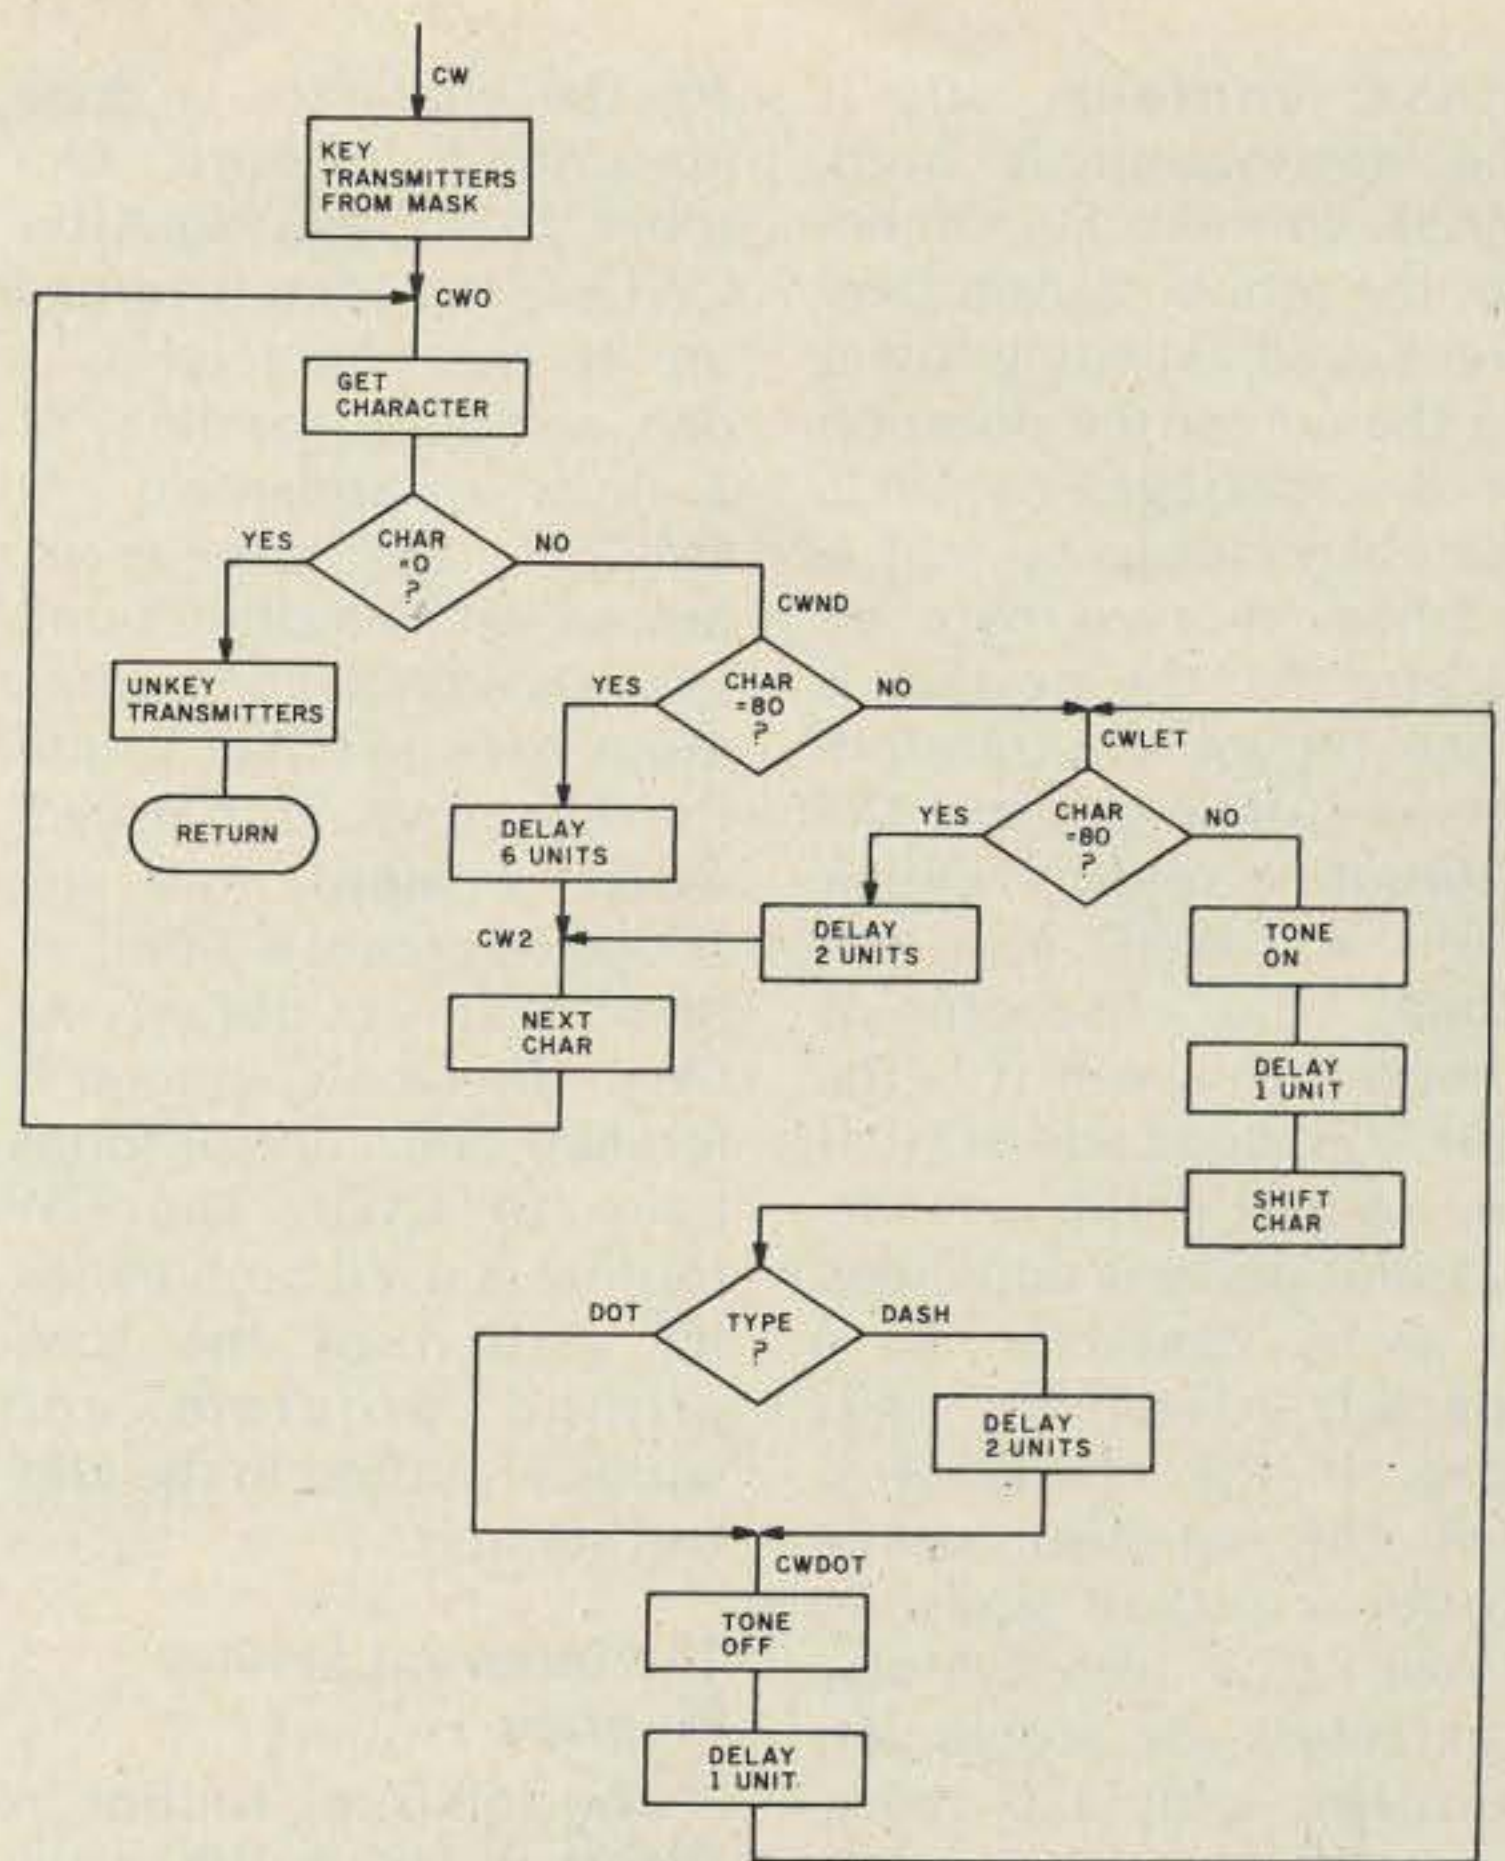 CW
KEY
TRANSMITTERS
FROM MASK
CWO
GET
CHARACTER
YES
CHAR
=0
?
NO
CWND
UNKEY
TRANSMITTERS
RETURN
YES
CHAR
=80
?
NO
CWLET
DELAY
6 UNITS
YES
CHAR
=80
?
NO
CW2
DELAY
2 UNITS
TONE
ON
NEXT
CHAR
DELAY
1 UNIT
SHIFT
CHAR
DOT
TYPE
?
DASH
DELAY
2 UNITS
CWDOT
TONE
OFF
DELAY
1 UNIT